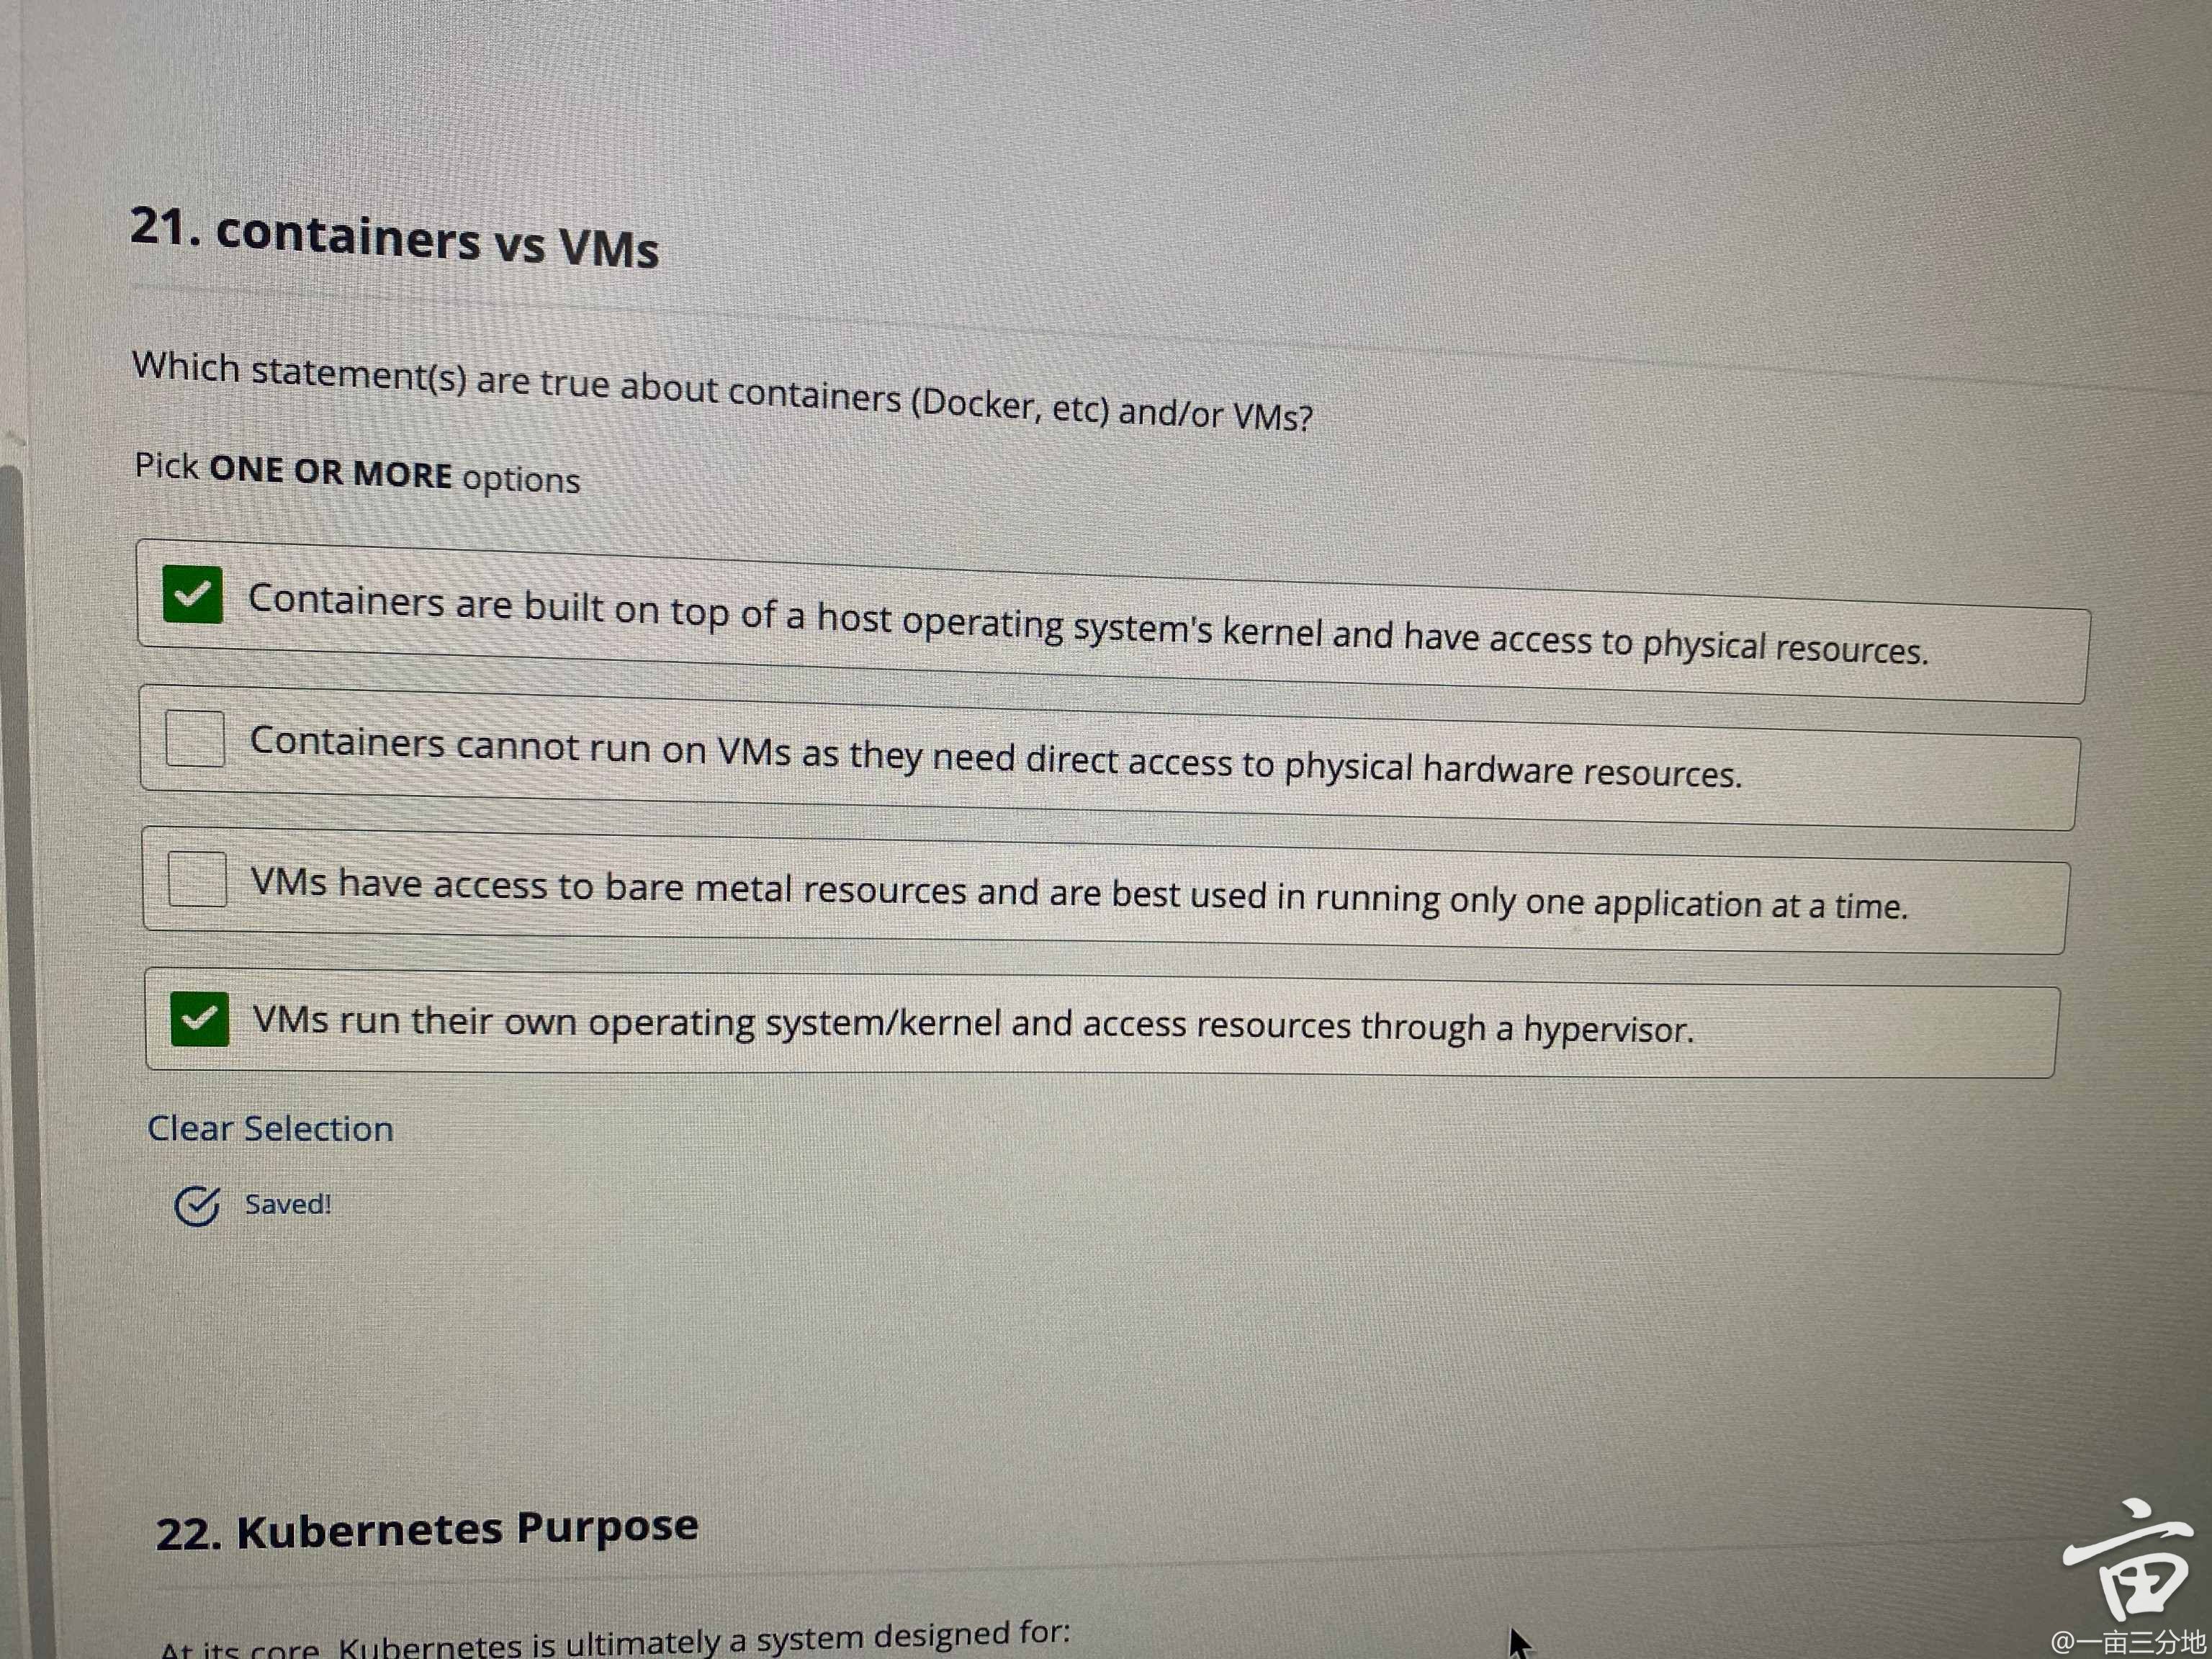 21. containers vs VMs
Which statement(s) are true about containers (Docker, etc) and/or VMs?
Pick ONE OR MORE options
Containers are built on top of a host operating system's kernel and have access to physical resources.
Containers cannot run on VMs as they need direct access to physical hardware resources.
VMs have access to bare metal resources and are best used in running only one application at a time.
VMs run their own operating system/kernel and access resources through a hypervisor.
Clear Selection
Saved!
22. Kubernetes Purpose
At its core, Kubernetes is ultimately a system designed for:
亩
@一亩三分地